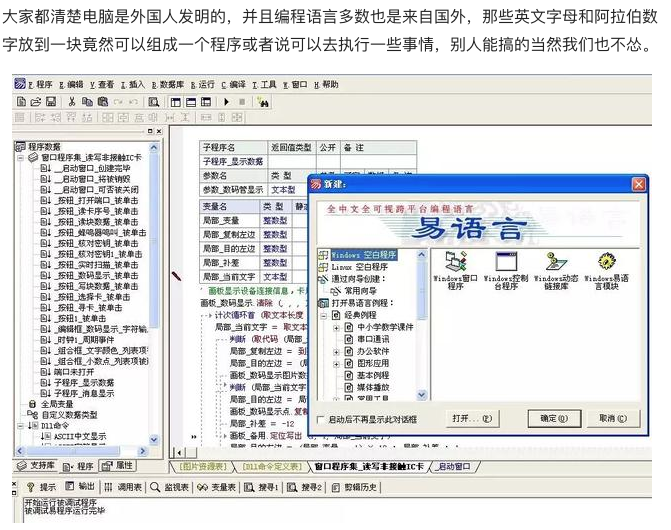 大家都清楚电脑是外国人发明的，并且编程语言多数也是来自国外，那些英文字母和阿拉伯数
字放到一块竟然可以组成一个程序或者说可以去执行一些事情，别人能搞的当然我们也不怂。
E.程序 E.编辑 V.查看 I.插入 B.数据库 R.运行 C.编译 T.工具 W.窗口 H.帮助
程序数据
窗口程序集_读写非接触IC卡
__启动窗口_创建完毕
__启动窗口_将被销毁
__启动窗口_可否被关闭
_按钮_打开端口_被单击
_按钮_读卡序号_被单击
_按钮_读块数据_被单击
_按钮_蜂鸣器鸣叫_被单击
_按钮_核对密钥_被单击
_按钮_核对密钥1_被单击
_按钮_实时扫描_被单击
_按钮_数码显示_被单击
_按钮_写块数据_被单击
_按钮_选择卡_被单击
_按钮_寻卡_被单击
_按钮1_被单击
_编辑框_数码显示_字符输
_时钟1_周期事件
_组合框_文字颜色_列表项
_组合框_小数点_列表项被
端口未打开
子程序_显示数据
子程序_消息显示
全局变量
自定义数据类型
Dll命令
ASCII中文显示
支持库 程序 属性
子程序名 返回值类型 公开 备 注
子程序_显示数据
参数名 类 型
参数_数码管显示 文本型
变量名 类 型 静
局部_变量 整数型
局部_复制左边 整数型
局部_目的左边 整数型
局部_补差 整数型
局部_当前文字 文本型
' 画板显示设备连接信息，卡
画板_数码显示.清除 (, , ,
计次循环首 (取文本长度
局部_当前文字 = 取文本
判断 (取代码 (局部_
局部_复制左边 = 到
局部_目的左边 = (局
画板_数码显示图片数
判断 (局部_当前文字
局部_目的左边 = 局
画板_数码显示点.复制
局部_补差 = -12
画板_备用.定位写出
新建:
全中文全可视跨平台编程语言
易语言
Windows 空白程序
Linux 空白程序
通过向导创建:
常用向导
打开易语言例程:
经典例程
中小学教学课件
串口通讯
办公软件
图形应用
基本例程
媒体播放
常用工具
Windows窗口程序
Windows控制台程序
Windows动态链接库
Windows易语言模块
启动后不再显示此对话框
打开...(P) 确定(O) 取消(C)
[图片资源表] [Dll命令定义表] 窗口程序集_读写非接触IC卡 _启动窗口
提示 输出 调用表 监视表 变量表 搜寻1 搜寻2 剪辑历史
开始运行被调试程序
被调试易程序运行完毕